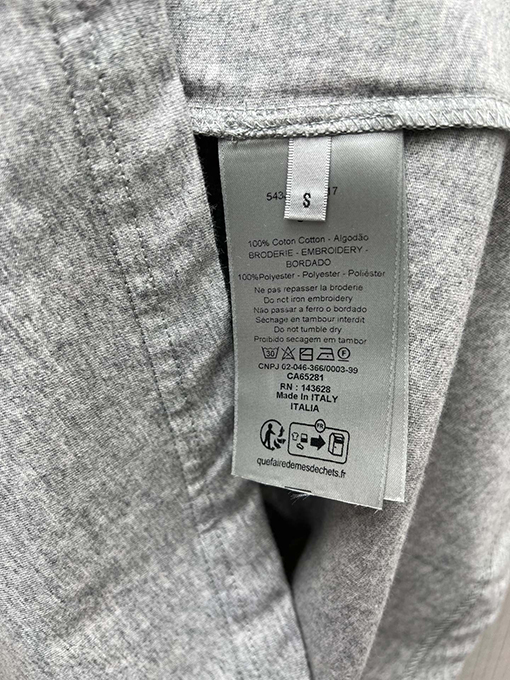 S
100% Coton Cotton - Algodão
BRODERIE - EMBROIDERY -
BORDADO
100%Polyester - Polyester - Poliéster
Ne pas repasser la broderie
Do not iron embroidery
Não passar a ferro o bordado
Séchage en tambour interdit
Do not tumble dry
Proibido secagem em tambor
30
CNPJ 02-046-366/0003-99
CA65281
RN : 143628
Made In ITALY
ITALIA
FR
quefairedemesdechets.fr